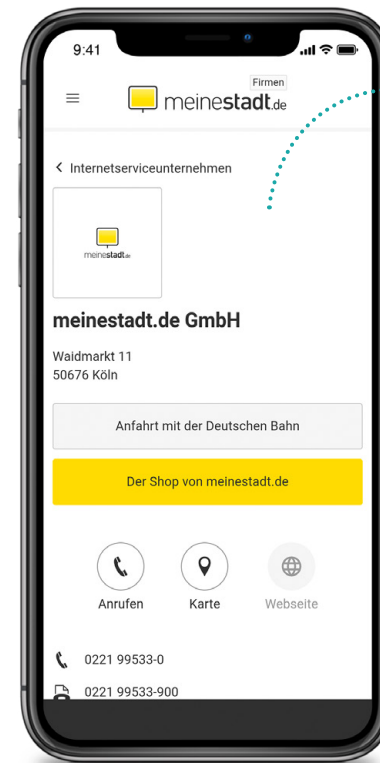 9:41
Firmen
meinestadt.de
Internetserviceunternehmen
meinestadt.de
meinestadt.de GmbH
Waidmarkt 11
50676 Köln
Anfahrt mit der Deutschen Bahn
Der Shop von meinestadt.de
Anrufen Karte Webseite
0221 99533-0
0221 99533-900